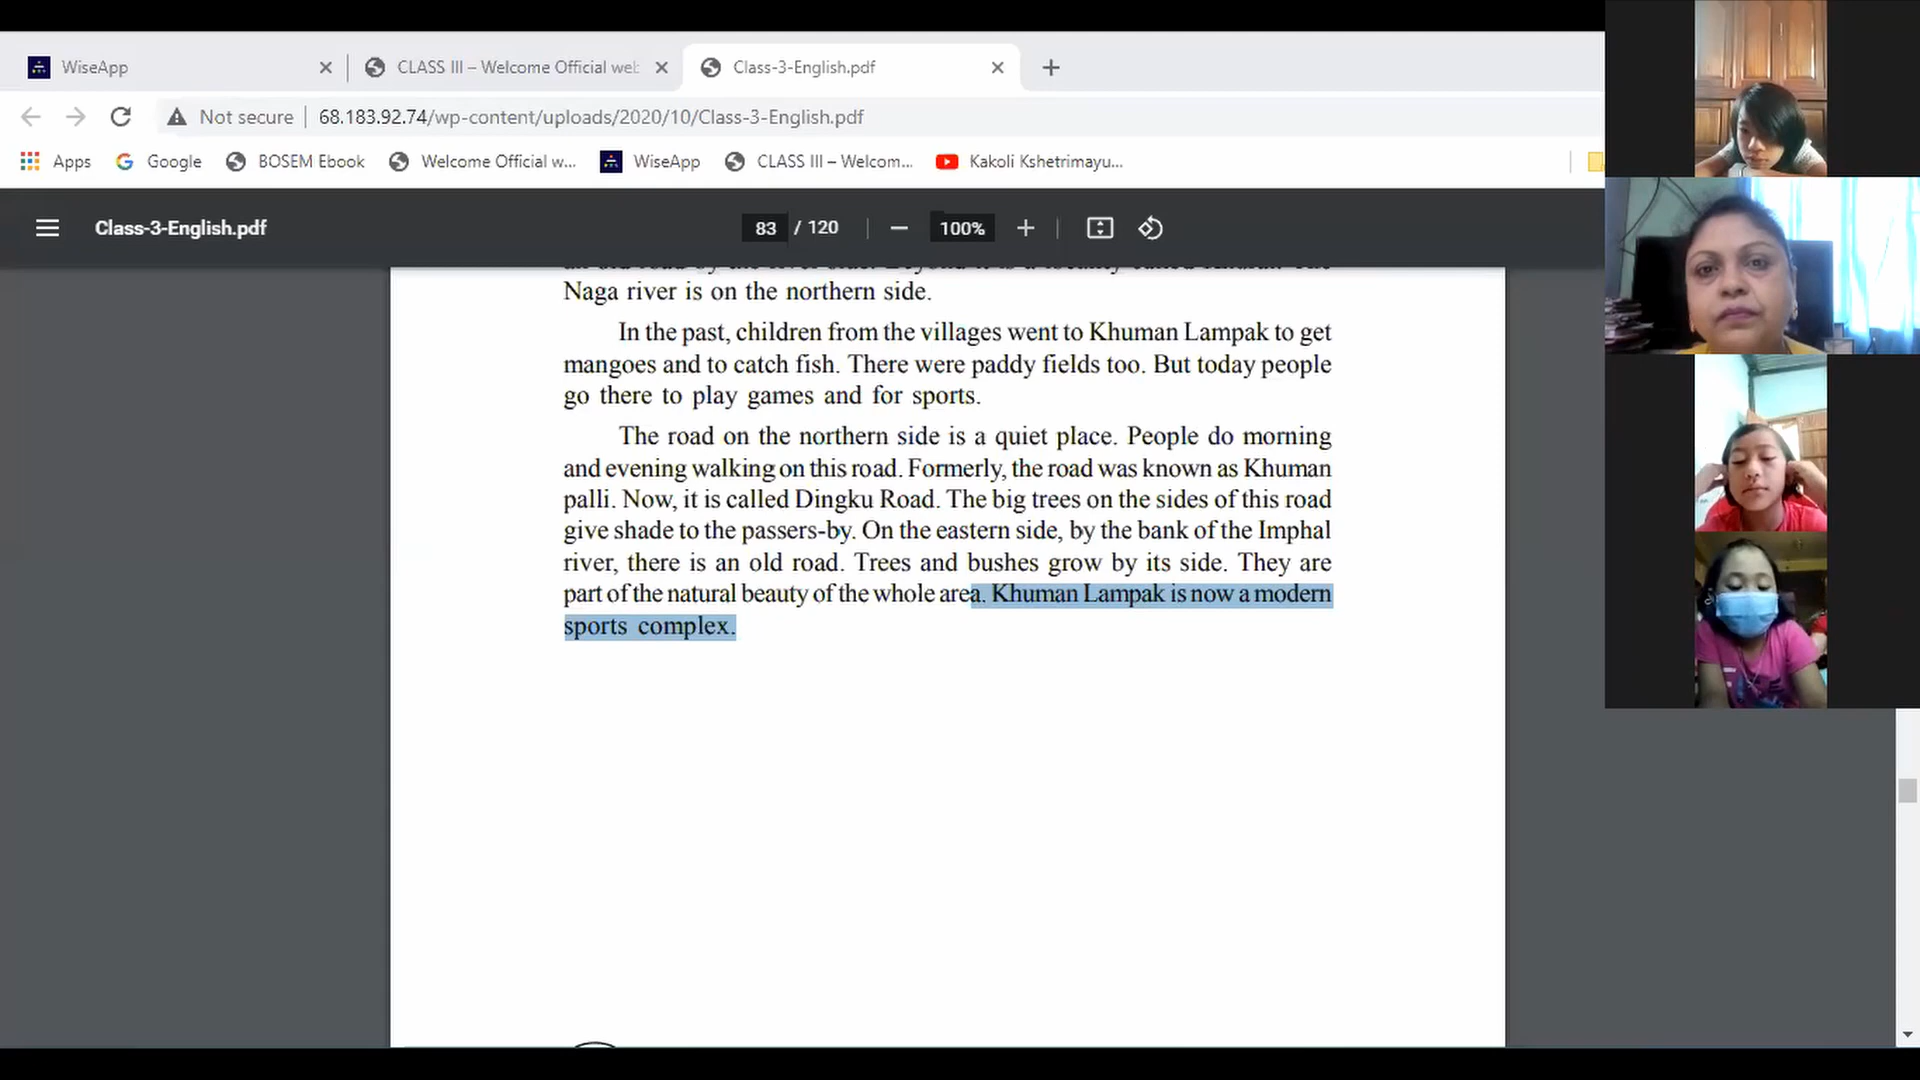 WiseApp
CLASS III – Welcome Official wel
Class-3-English.pdf
Not secure
68.183.92.74/wp-content/uploads/2020/10/Class-3-English.pdf
Apps
Google
BOSEM Ebook
Welcome Official w...
WiseApp
CLASS III – Welcom...
Kakoli Kshetrimayu...
Class-3-English.pdf
83 / 120
100%
Naga river is on the northern side.
In the past, children from the villages went to Khuman Lampak to get
mangoes and to catch fish. There were paddy fields too. But today people
go there to play games and for sports.
The road on the northern side is a quiet place. People do morning
and evening walking on this road. Formerly, the road was known as Khuman
palli. Now, it is called Dingku Road. The big trees on the sides of this road
give shade to the passers-by. On the eastern side, by the bank of the Imphal
river, there is an old road. Trees and bushes grow by its side. They are
part of the natural beauty of the whole area. Khuman Lampak is now a modern
sports complex.